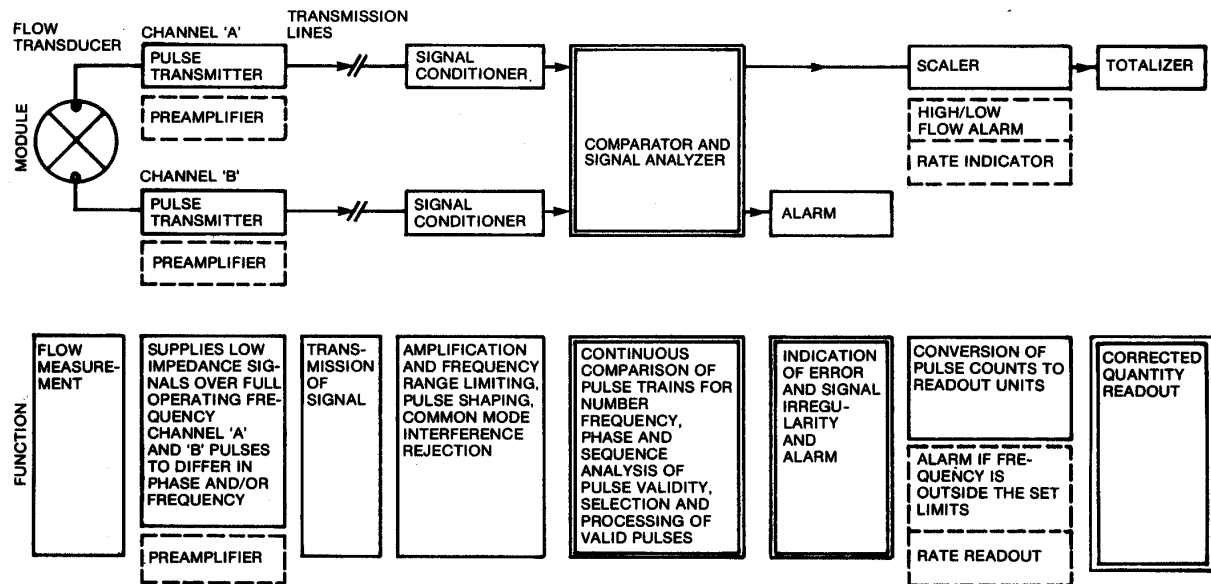 FLOW
TRANSDUCER
CHANNEL 'A'
TRANSMISSION
LINES
PULSE
TRANSMITTER
SIGNAL
CONDITIONER
SCALER
TOTALIZER
PREAMPLIFIER
HIGH/LOW
FLOW ALARM
MODULE
COMPARATOR AND
SIGNAL ANALYZER
RATE INDICATOR
CHANNEL 'B'
PULSE
TRANSMITTER
SIGNAL
CONDITIONER
ALARM
PREAMPLIFIER
FUNCTION
FLOW
MEASURE-
MENT
SUPPLIES LOW
IMPEDANCE SIG-
NALS OVER FULL
OPERATING FRE-
QUENCY
CHANNEL 'A'
AND 'B' PULSES
TO DIFFER IN
PHASE AND/OR
FREQUENCY
PREAMPLIFIER
TRANS-
MISSION
OF
SIGNAL
AMPLIFICATION
AND FREQUENCY
RANGE LIMITING,
PULSE SHAPING,
COMMON MODE
INTERFERENCE
REJECTION
CONTINUOUS
COMPARISON OF
PULSE TRAINS FOR
NUMBER
FREQUENCY,
PHASE AND
SEQUENCE
ANALYSIS OF
PULSE VALIDITY,
SELECTION AND
PROCESSING OF
VALID PULSES
INDICATION
OF ERROR
AND SIGNAL
IRREGU-
LARITY
AND
ALARM
CONVERSION OF
PULSE COUNTS TO
READOUT UNITS
ALARM IF FRE-
QUENCY IS
OUTSIDE THE SET
LIMITS
RATE READOUT
CORRECTED
QUANTITY
READOUT